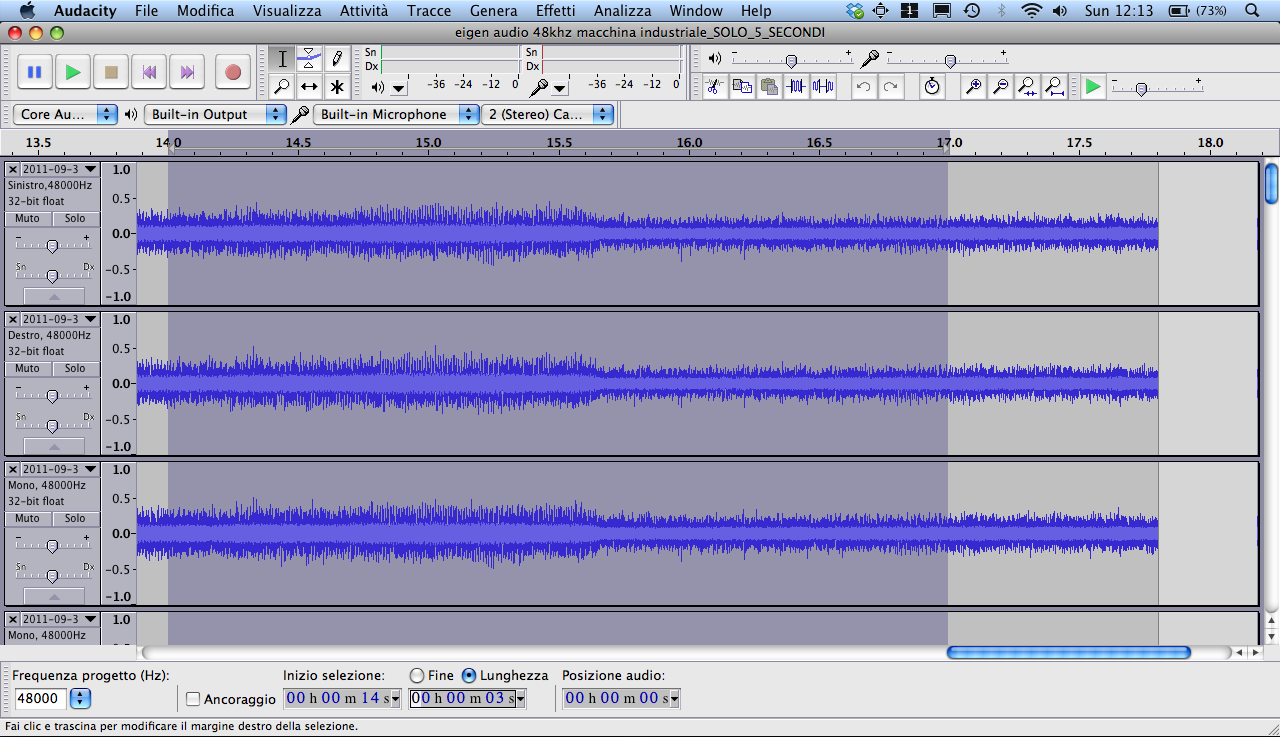 Audacity File Modifica Visualizza Attività Tracce Genera Effetti Analizza Window Help Sun 12:13 (73%)
eigen audio 48khz macchina industriale_SOLO_5_SECONDI
Sn Sn
Dx Dx
-36 -24 -12 0 -36 -24 -12 0
Core Au... Built-in Output Built-in Microphone 2 (Stereo) Ca...
13.5 14.0 14.5 15.0 15.5 16.0 16.5 17.0 17.5 18.0
2011-09-3 1.0
Sinistro,48000Hz
32-bit float 0.5-
Muto Solo
- + 0.0-
Sn Dx -0.5-
-1.0
2011-09-3 1.0
Destro, 48000Hz
32-bit float 0.5-
Muto Solo
- + 0.0-
Sn Dx -0.5-
-1.0
2011-09-3 1.0
Mono, 48000Hz
32-bit float 0.5-
Muto Solo
- + 0.0-
Sn Dx -0.5-
-1.0
2011-09-3 1.0
Mono, 48000Hz
Frequenza progetto (Hz): Inizio selezione: Fine Lunghezza Posizione audio:
48000 Ancoraggio 00 h 00 m 14 s 00 h 00 m 03 s 00 h 00 m 00 s
Fai clic e trascina per modificare il margine destro della selezione.